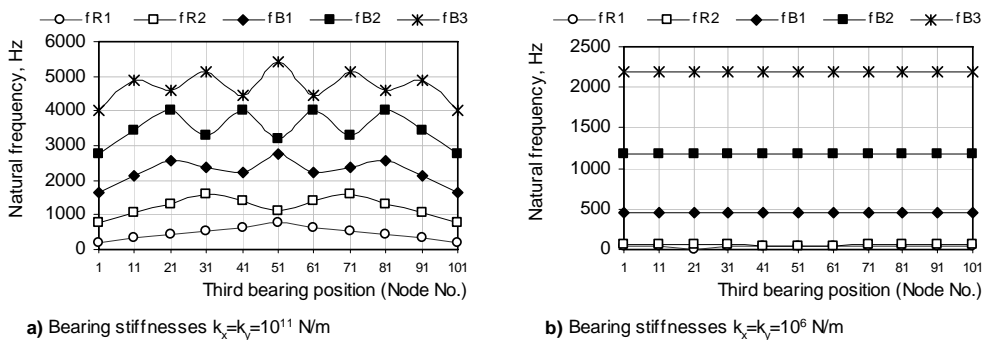 fR1 fR2 fB1 fB2 fB3
Natural frequency, Hz
6000
5000
4000
3000
2000
1000
0
1 11 21 31 41 51 61 71 81 91 101
Third bearing position (Node No.)
a) Bearing stiffnesses kₓ=kᵧ=10¹¹ N/m
fR1 fR2 fB1 fB2 fB3
Natural frequency, Hz
2500
2000
1500
1000
500
0
1 11 21 31 41 51 61 71 81 91 101
Third bearing position (Node No.)
b) Bearing stiffnesses kₓ=kᵧ=10⁶ N/m